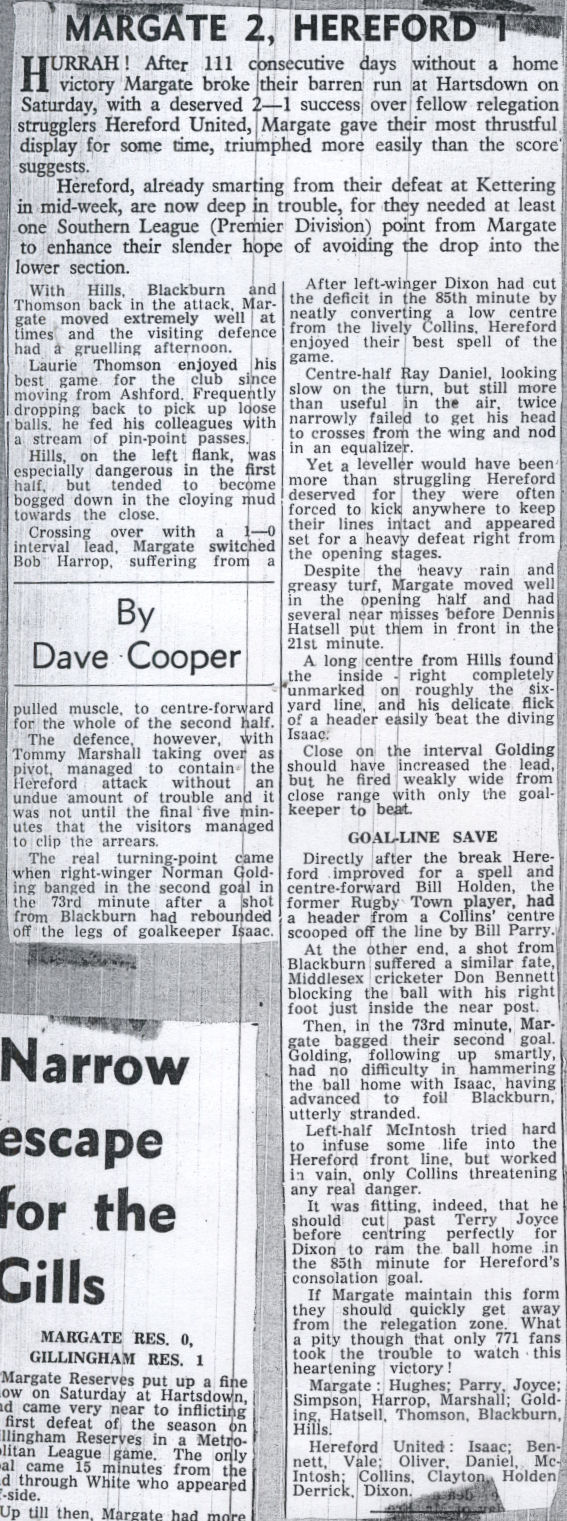 MARGATE 2, HEREFORD 1
HURRAH! After 111 consecutive days without a home
victory Margate broke their barren run at Hartsdown on
Saturday, with a deserved 2—1 success over fellow relegation
strugglers Hereford United, Margate gave their most thrustful
display for some time, triumphed more easily than the score
suggests.
Hereford, already smarting from their defeat at Kettering
in mid-week, are now deep in trouble, for they needed at least
one Southern League (Premier Division) point from Margate
to enhance their slender hope of avoiding the drop into the
lower section.
With Hills, Blackburn and
Thomson back in the attack, Mar-
gate moved extremely well at
times and the visiting defence
had a gruelling afternoon.
Laurie Thomson enjoyed his
best game for the club since
moving from Ashford. Frequently
dropping back to pick up loose
balls, he fed his colleagues with
a stream of pin-point passes.
Hills, on the left flank, was
especially dangerous in the first
half, but tended to become
bogged down in the cloying mud
towards the close.
Crossing over with a 1—0
interval lead, Margate switched
Bob Harrop, suffering from a
By
Dave Cooper
pulled muscle, to centre-forward
for the whole of the second half.
The defence, however, with
Tommy Marshall taking over as
pivot, managed to contain the
Hereford attack without an
undue amount of trouble and it
was not until the final five min-
utes that the visitors managed
to clip the arrears.
The real turning-point came
when right-winger Norman Gold-
ing banged in the second goal in
the 73rd minute after a shot
from Blackburn had rebounded
off the legs of goalkeeper Isaac.
After left-winger Dixon had cut
the deficit in the 85th minute by
neatly converting a low centre
from the lively Collins, Hereford
enjoyed their best spell of the
game.
Centre-half Ray Daniel, looking
slow on the turn, but still more
than useful in the air, twice
narrowly failed to get his head
to crosses from the wing and nod
in an equalizer.
Yet a leveller would have been
more than struggling Hereford
deserved for they were often
forced to kick anywhere to keep
their lines intact and appeared
set for a heavy defeat right from
the opening stages.
Despite the heavy rain and
greasy turf, Margate moved well
in the opening half and had
several near misses before Dennis
Hatsell put them in front in the
21st minute.
A long centre from Hills found
the inside - right completely
unmarked on roughly the six-
yard line, and his delicate flick
of a header easily beat the diving
Isaac.
Close on the interval Golding
should have increased the lead,
but he fired weakly wide from
close range with only the goal-
keeper to beat.
GOAL-LINE SAVE
Directly after the break Here-
ford improved for a spell and
centre-forward Bill Holden, the
former Rugby Town player, had
a header from a Collins' centre
scooped off the line by Bill Parry.
At the other end, a shot from
Blackburn suffered a similar fate,
Middlesex cricketer Don Bennett
blocking the ball with his right
foot just inside the near post.
Then, in the 73rd minute, Mar-
gate bagged their second goal.
Golding, following up smartly,
had no difficulty in hammering
the ball home with Isaac, having
advanced to foil Blackburn,
utterly stranded.
Left-half McIntosh tried hard
to infuse some life into the
Hereford front line, but worked
in vain, only Collins threatening
any real danger.
It was fitting, indeed, that he
should cut past Terry Joyce
before centring perfectly for
Dixon to ram the ball home in
the 85th minute for Hereford's
consolation goal.
If Margate maintain this form
they should quickly get away
from the relegation zone. What
a pity though that only 771 fans
took the trouble to watch this
heartening victory!
Margate: Hughes; Parry, Joyce;
Simpson, Harrop, Marshall; Gold-
ing, Hatsell, Thomson, Blackburn,
Hills.
Hereford United: Isaac; Ben-
nett, Vale; Oliver, Daniel, Mc-
Intosh; Collins, Clayton, Holden
Derrick, Dixon.
Narrow
escape
for the
Gills
MARGATE RES. 0,
GILLINGHAM RES. 1
Margate Reserves put up a fine
ow on Saturday at Hartsdown,
nd came very near to inflicting
first defeat of the season on
llingham Reserves in a Metro-
litan League game. The only
al came 15 minutes from the
d through White who appeared
f-side.
Up till then, Margate had more